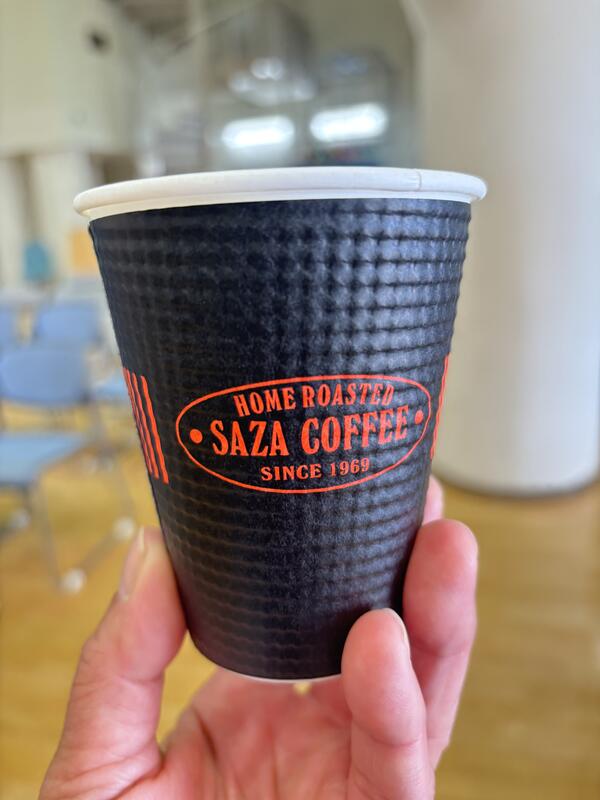 HOME ROASTED
SAZA COFFEE
SINCE 1969